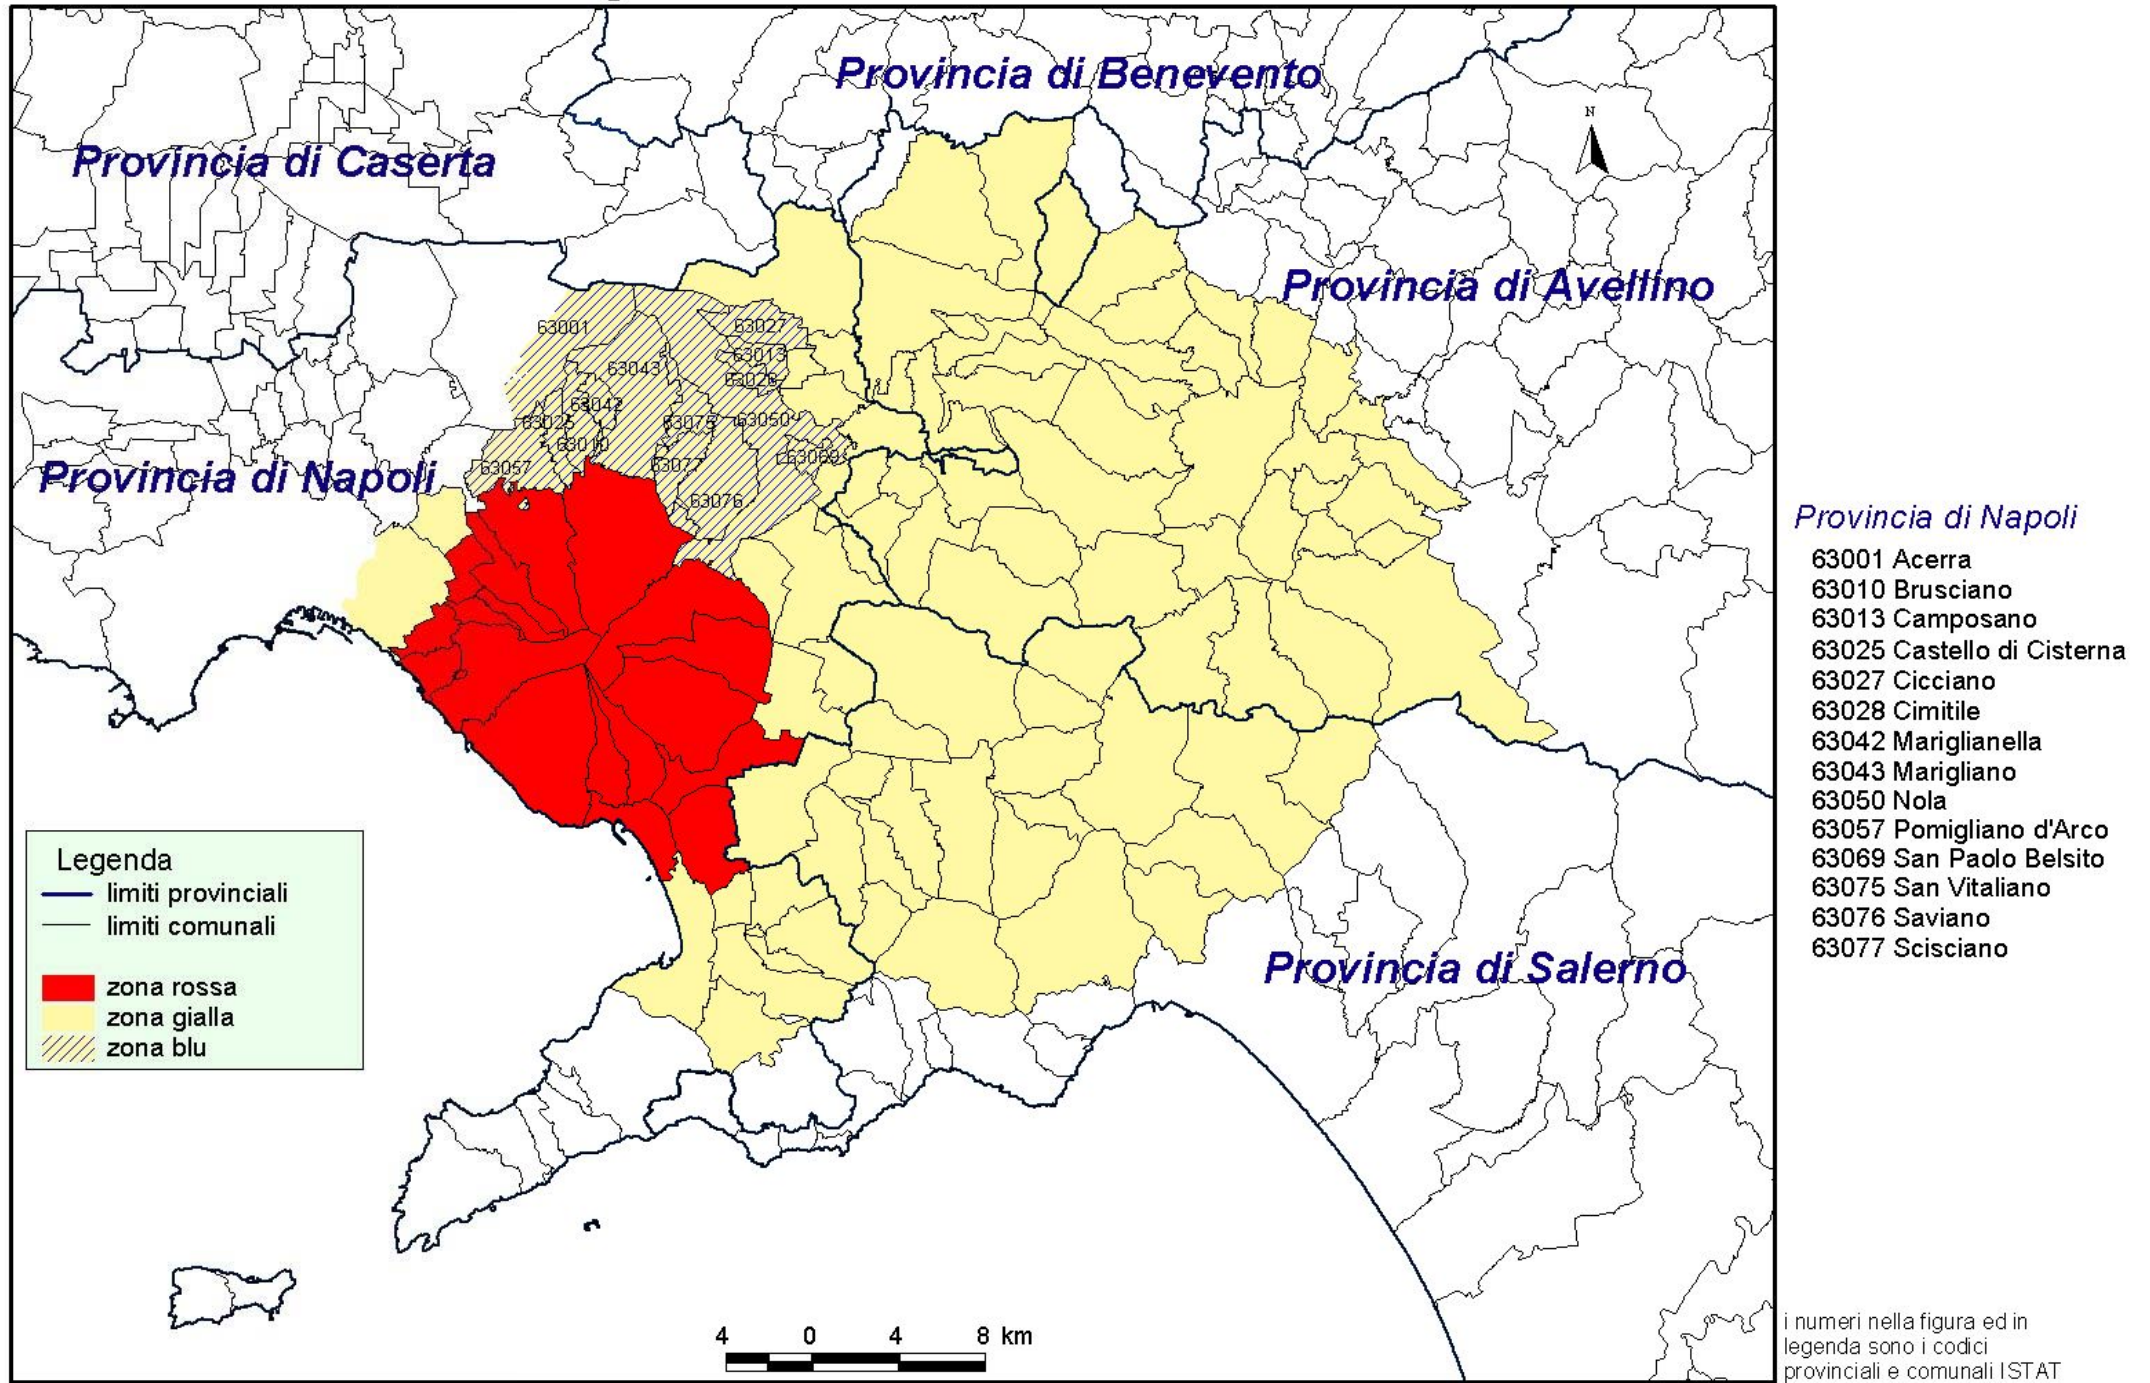 Provincia di Benevento
N
Provincia di Caserta
Provincia di Avellino
63001
63027
63013
63043
63028
63042
63025
63075
63050
63010
63069
63057
63077
63076
Provincia di Napoli
Provincia di Salerno
Legenda
limiti provinciali
limiti comunali
zona rossa
zona gialla
zona blu
4 0 4 8 km
Provincia di Napoli
63001 Acerra
63010 Brusciano
63013 Camposano
63025 Castello di Cisterna
63027 Cicciano
63028 Cimitile
63042 Mariglianella
63043 Marigliano
63050 Nola
63057 Pomigliano d'Arco
63069 San Paolo Belsito
63075 San Vitaliano
63076 Saviano
63077 Scisciano
i numeri nella figura ed in
legenda sono i codici
provinciali e comunali ISTAT